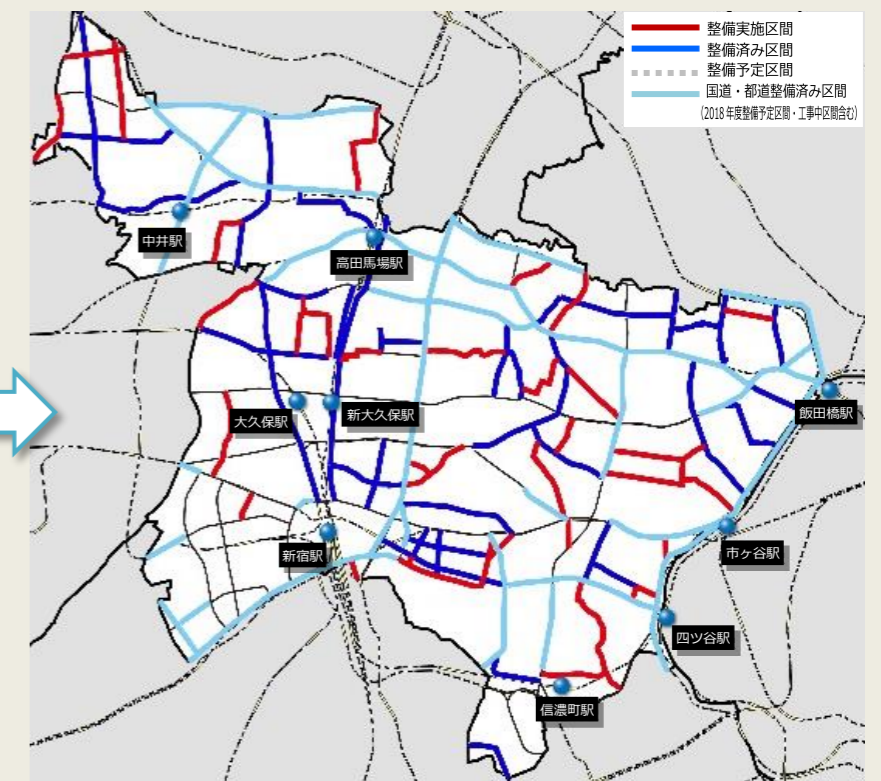 整備実施区間
整備済み区間
整備予定区間
国道・都道整備済み区間
(2018年度整備予定区間・工事中区間含む)
中井駅
高田馬場駅
大久保駅
新大久保駅
飯田橋駅
新宿駅
市ヶ谷駅
四ツ谷駅
信濃町駅